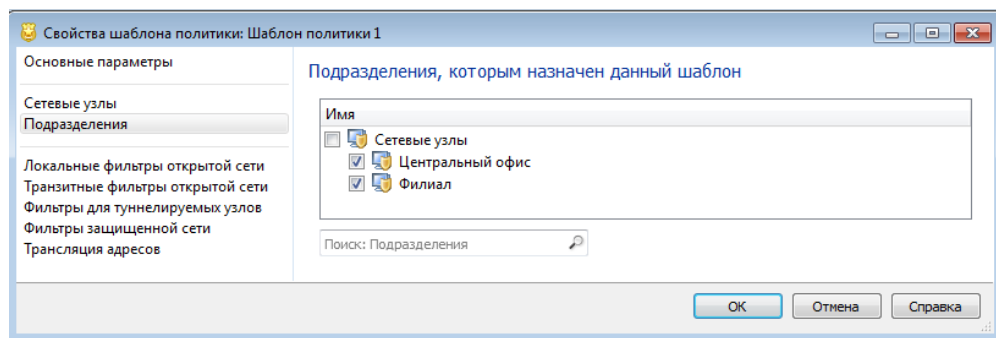 Свойства шаблона политики: Шаблон политики 1
Основные параметры
Сетевые узлы
Подразделения
Локальные фильтры открытой сети
Транзитные фильтры открытой сети
Фильтры для туннелируемых узлов
Фильтры защищенной сети
Трансляция адресов
Подразделения, которым назначен данный шаблон
Имя
Сетевые узлы
Центральный офис
Филиал
Поиск: Подразделения
OK
Отмена
Справка